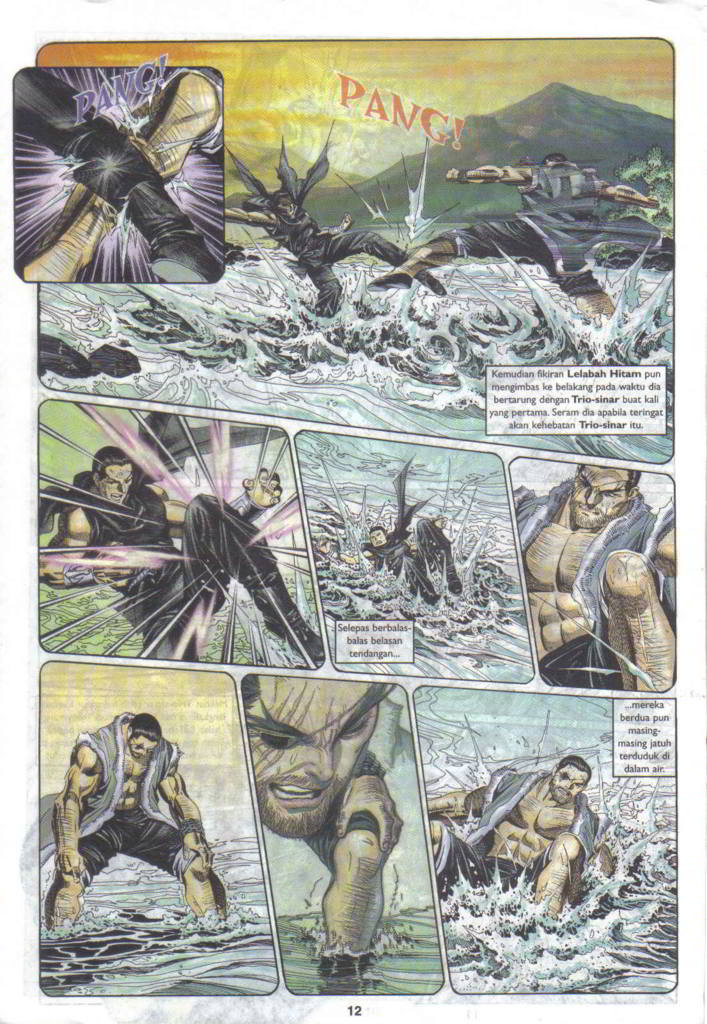 PANG!
PANG!
Kemudian fikiran Lelabah Hitam pun
mengimbas ke belakang pada waktu dia
bertarung dengan Trio-sinar buat kali
yang pertama. Seram dia apabila teringat
akan kehebatan Trio-sinar itu.
Selepas berbalas-
balas belasan
tendangan...
...mereka
berdua pun
masing-
masing jatuh
terduduk di
dalam air.
12